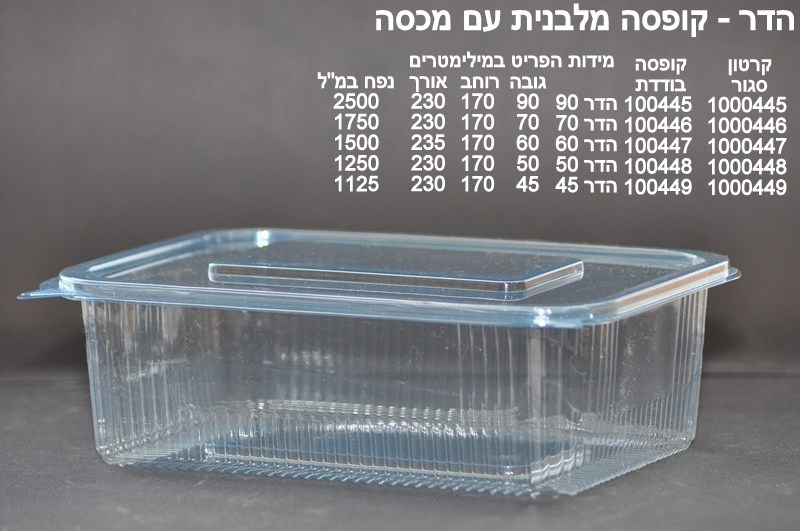 הדר - קופסה מלבנית עם מכסה
קרטון קופסה מידות הפריט במילימטרים
סגור בודדת גובה רוחב אורך נפח במ"ל
1000445 100445 הדר 90 90 170 230 2500
1000446 100446 הדר 70 70 170 230 1750
1000447 100447 הדר 60 60 170 235 1500
1000448 100448 הדר 50 50 170 230 1250
1000449 100449 הדר 45 45 170 230 1125